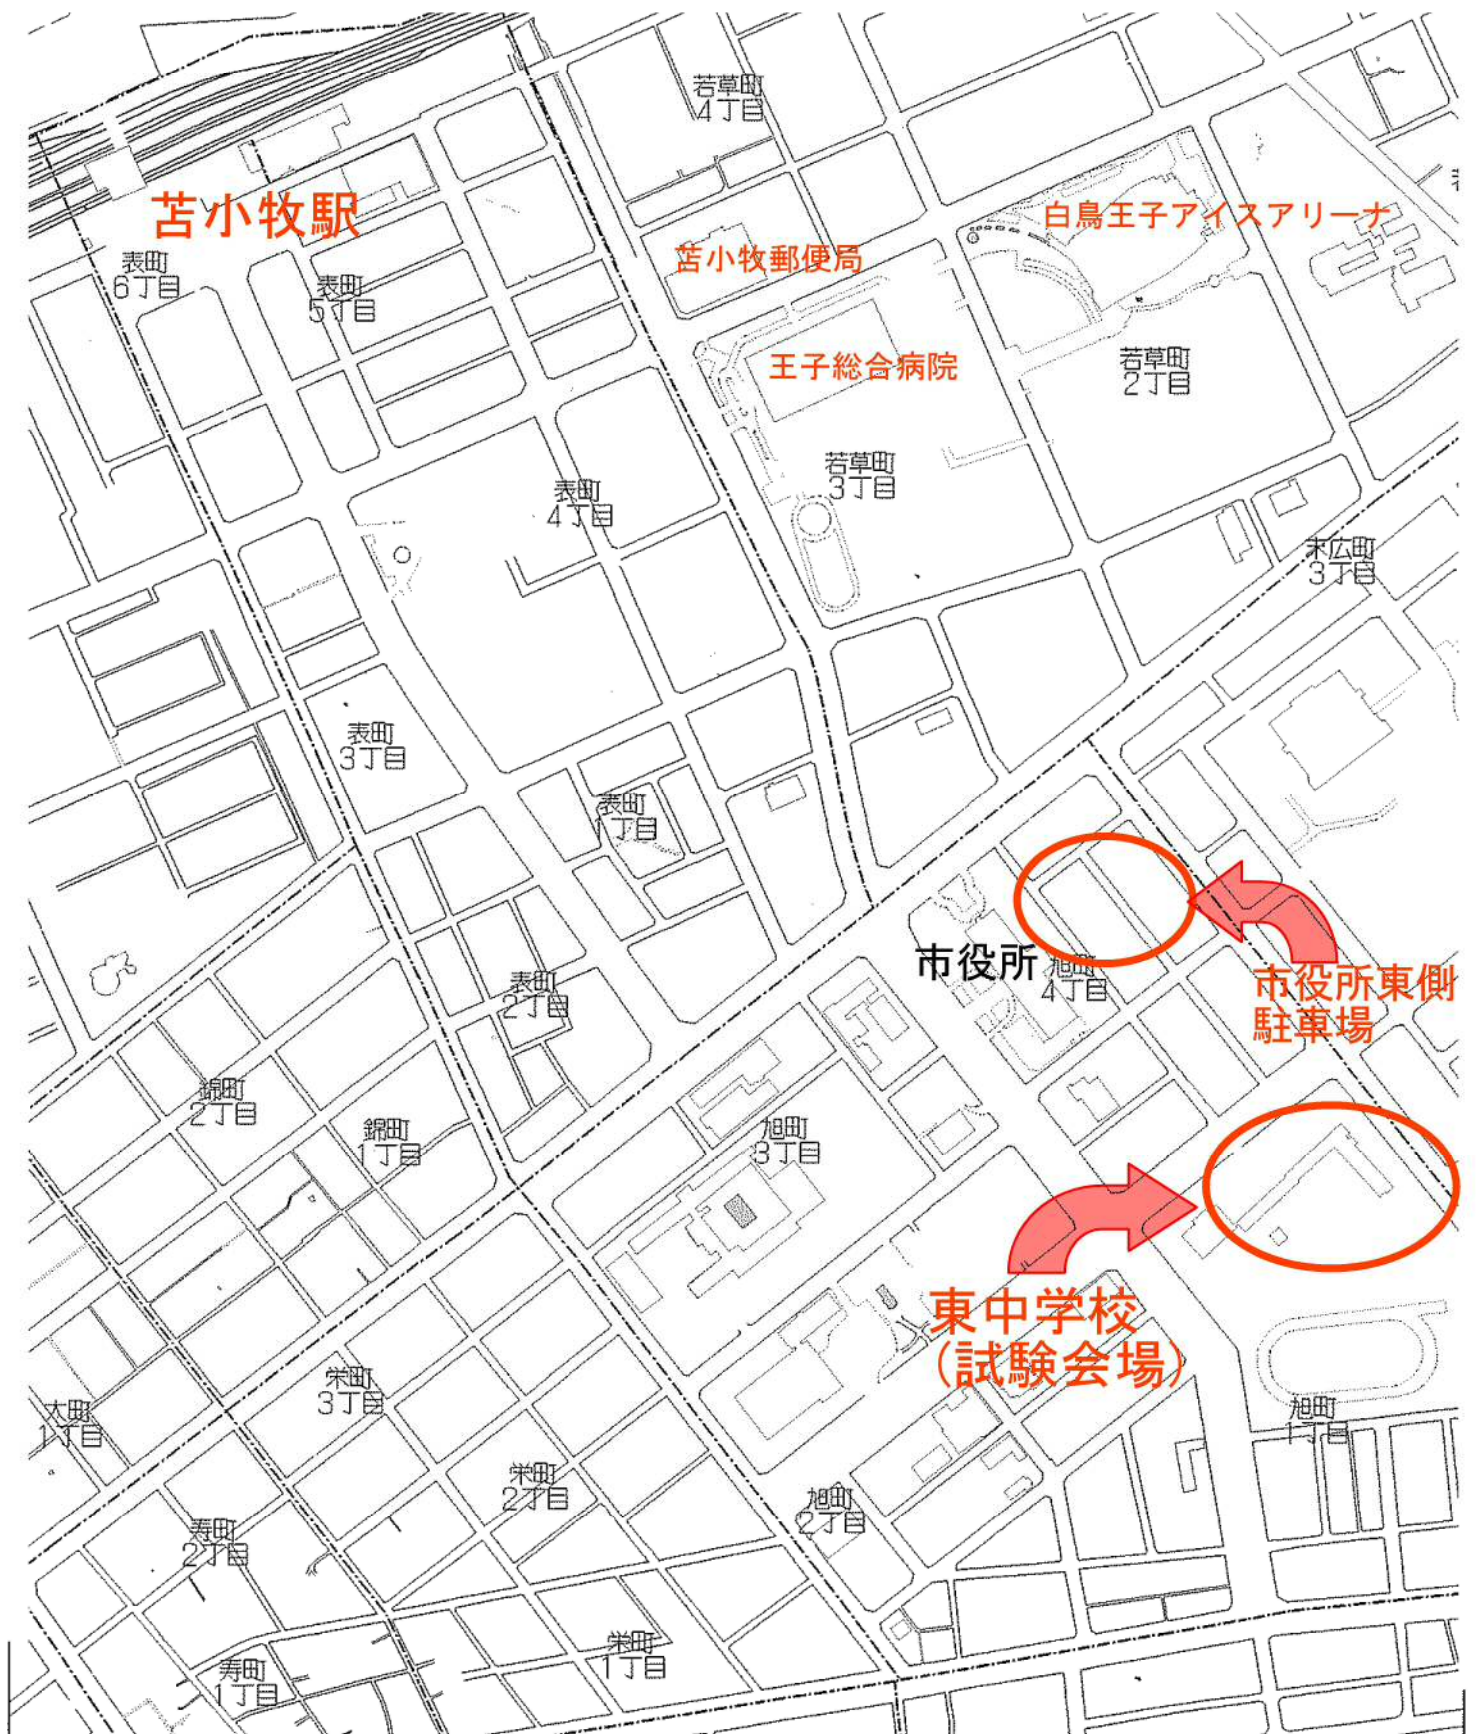 若草町
4丁目
苫小牧駅
白鳥王子アイスアリーナ
苫小牧郵便局
表町
6丁目
表町
5丁目
王子総合病院
若草町
2丁目
若草町
3丁目
表町
4丁目
末広町
3丁目
表町
3丁目
表町
1丁目
市役所
旭町
4丁目
市役所東側
駐車場
表町
2丁目
錦町
2丁目
錦町
1丁目
旭町
3丁目
東中学校
(試験会場)
栄町
3丁目
大町
1丁目
旭町
1丁目
栄町
2丁目
旭町
2丁目
寿町
2丁目
栄町
1丁目
寿町
1丁目